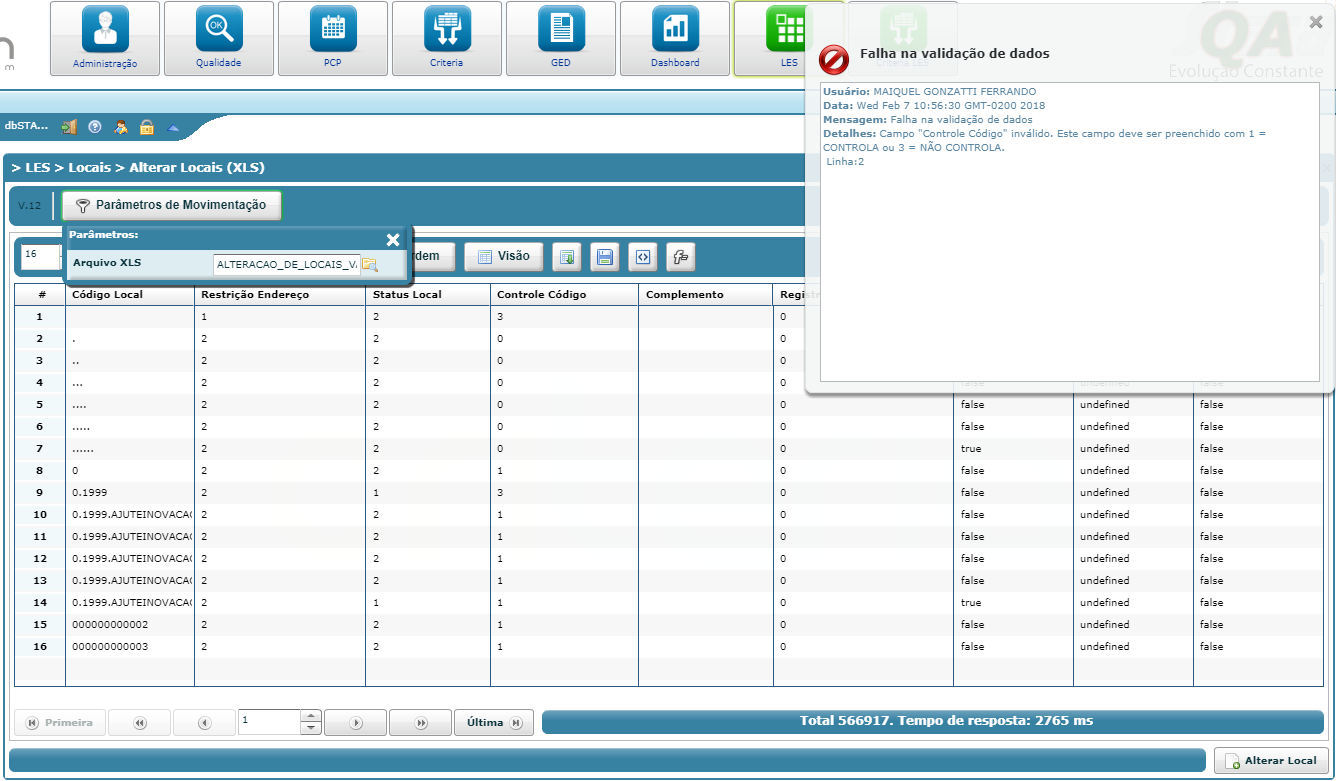 n
m
Administração
Qualidade
PCP
Criteria
GED
Dashboard
LES
QA
Evolução Constante
Falha na validação de dados
Usuário: MAIQUEL GONZATTI FERRANDO
Data: Wed Feb 7 10:56:30 GMT-0200 2018
Mensagem: Falha na validação de dados
Detalhes: Campo "Controle Código" inválido. Este campo deve ser preenchido com 1 =
CONTROLA ou 3 = NÃO CONTROLA.
Linha:2
dbSTA...
> LES > Locais > Alterar Locais (XLS)
V.12
Parâmetros de Movimentação
Parâmetros:
Arquivo XLS
ALTERACAO_DE_LOCAIS_V
16
rdem
Visão
# Código Local Restrição Endereço Status Local Controle Código Complemento Regist
1 1 2 3 0
2 . 2 2 0 0
3 .. 2 2 0 0
4 ... 2 2 0 0 false undefined false
5 .... 2 2 0 0 false undefined false
6 ..... 2 2 0 0 false undefined false
7 ...... 2 2 0 0 true undefined false
8 0 2 2 1 0 false undefined false
9 0.1999 2 1 3 0 false undefined false
10 0.1999.AJUTEINOVACA 2 2 1 0 false undefined false
11 0.1999.AJUTEINOVACA 2 2 1 0 false undefined false
12 0.1999.AJUTEINOVACA 2 2 1 0 false undefined false
13 0.1999.AJUTEINOVACA 2 2 1 0 false undefined false
14 0.1999.AJUTEINOVACA 2 1 1 0 true undefined false
15 000000000002 2 2 1 0 false undefined false
16 000000000003 2 2 1 0 false undefined false
Primeira
1
Última
Total 566917. Tempo de resposta: 2765 ms
Alterar Local